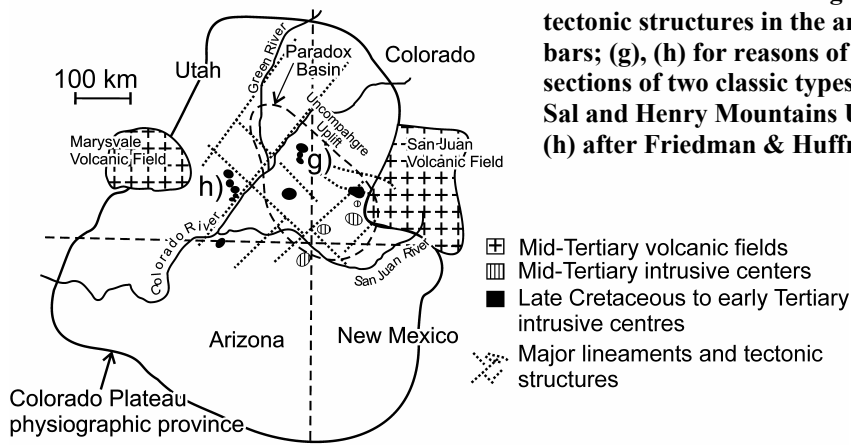 tectonic structures in the
bars; (g), (h) for reasons of
sections of two classic types
Sal and Henry Mountains
(h) after Friedman &
Green River
Paradox
Basin
Colorado
Utah
100 km
Uncompahgre
Uplift
Marysvale
Volcanic Field
San Juan
Volcanic Field
g)
h)
Colorado River
San Juan River
Mid-Tertiary volcanic fields
Mid-Tertiary intrusive centers
Late Cretaceous to early Tertiary
intrusive centres
Arizona
New Mexico
Major lineaments and tectonic
structures
Colorado Plateau
physiographic province